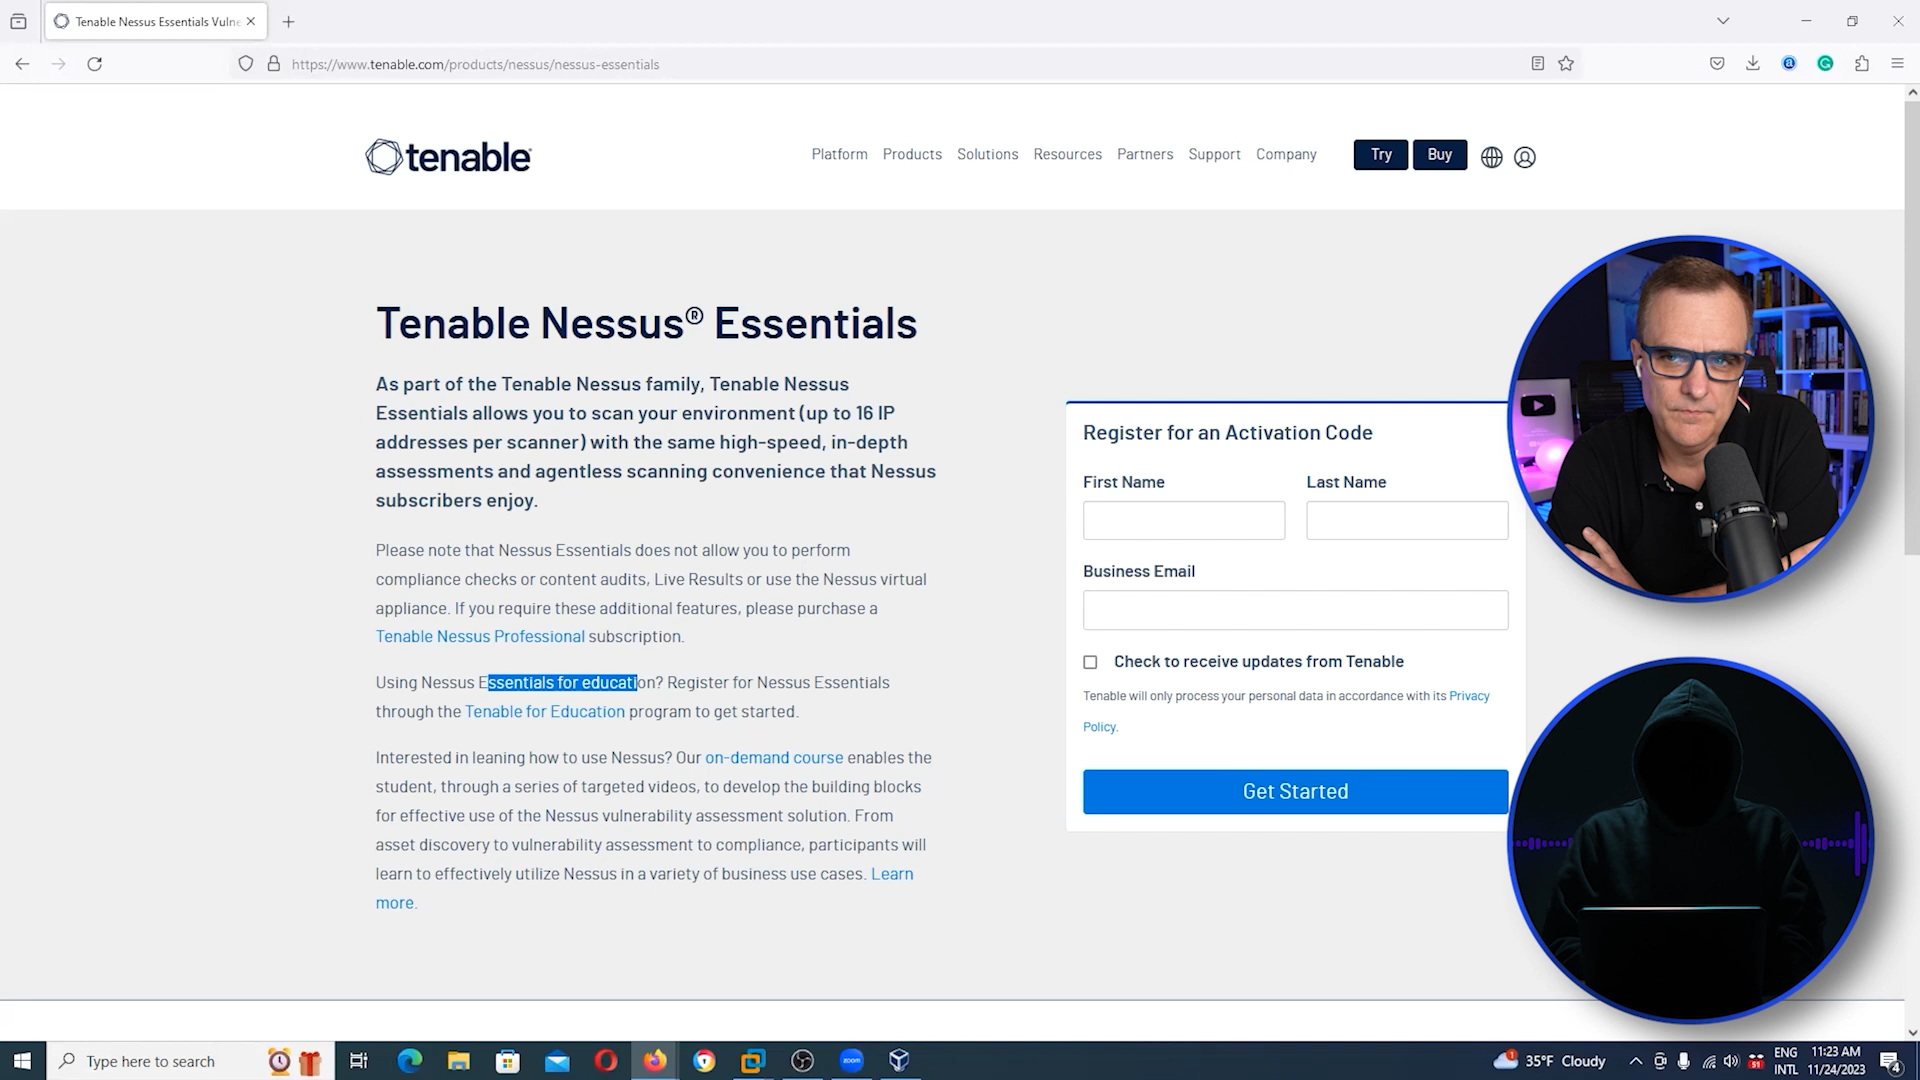 Tenable Nessus Essentials Vulne
https://www.tenable.com/products/nessus/nessus-essentials
tenable
Platform Products Solutions Resources Partners Support Company Try Buy
Tenable Nessus® Essentials
As part of the Tenable Nessus family, Tenable Nessus
Essentials allows you to scan your environment (up to 16 IP
addresses per scanner) with the same high-speed, in-depth
assessments and agentless scanning convenience that Nessus
subscribers enjoy.
Please note that Nessus Essentials does not allow you to perform
compliance checks or content audits, Live Results or use the Nessus virtual
appliance. If you require these additional features, please purchase a
Tenable Nessus Professional subscription.
Using Nessus Essentials for education? Register for Nessus Essentials
through the Tenable for Education program to get started.
Interested in leaning how to use Nessus? Our on-demand course enables the
student, through a series of targeted videos, to develop the building blocks
for effective use of the Nessus vulnerability assessment solution. From
asset discovery to vulnerability assessment to compliance, participants will
learn to effectively utilize Nessus in a variety of business use cases. Learn
more.
Register for an Activation Code
First Name Last Name
Business Email
Check to receive updates from Tenable
Tenable will only process your personal data in accordance with its Privacy
Policy.
Get Started
Type here to search
zoom
35°F Cloudy
51
ENG
INTL
11:23 AM
11/24/2023
4